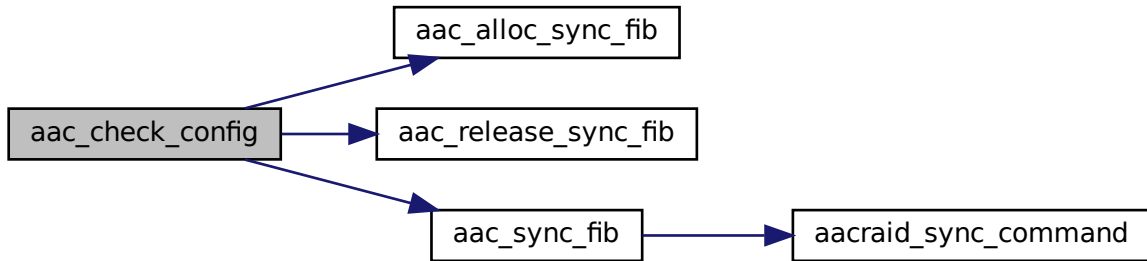 aac_alloc_sync_fib
aac_check_config
aac_release_sync_fib
aac_sync_fib
aacraid_sync_command